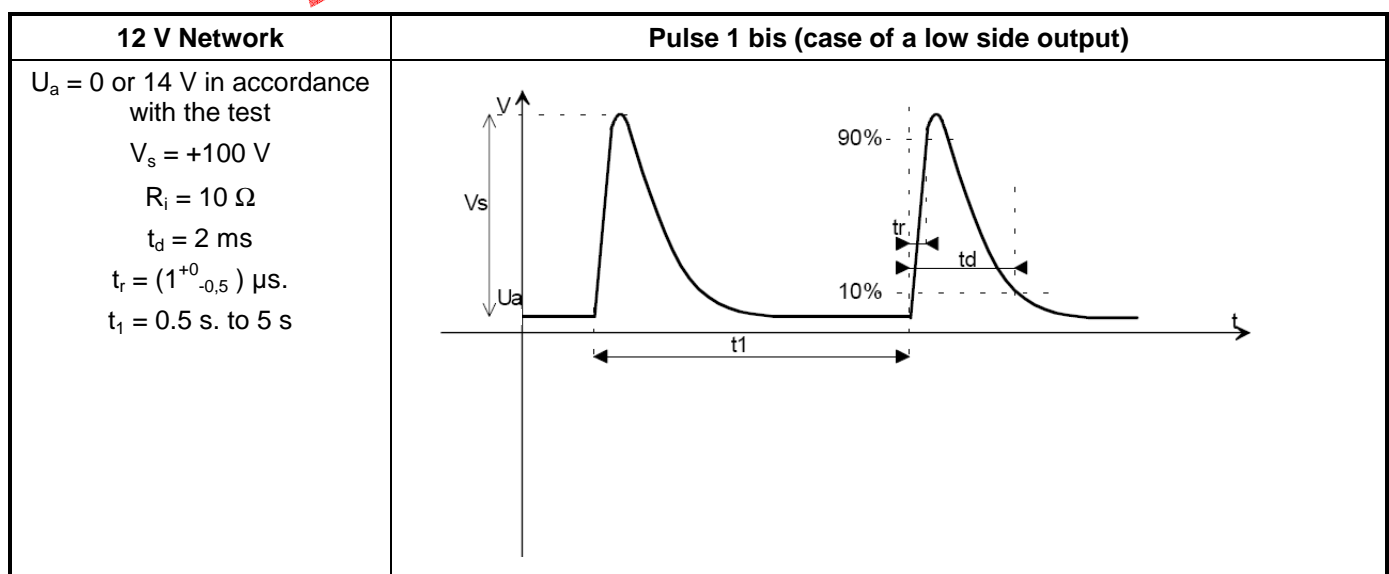 12 V Network
Pulse 1 bis (case of a low side output)
Uₐ = 0 or 14 V in accordance
with the test
Vₛ = +100 V
Rᵢ = 10 Ω
t_d = 2 ms
tᵣ = (1⁺⁰₋₀,₅ ) µs.
t₁ = 0.5 s. to 5 s
V
90%
Vs
tr
td
10%
Ua
t
t1